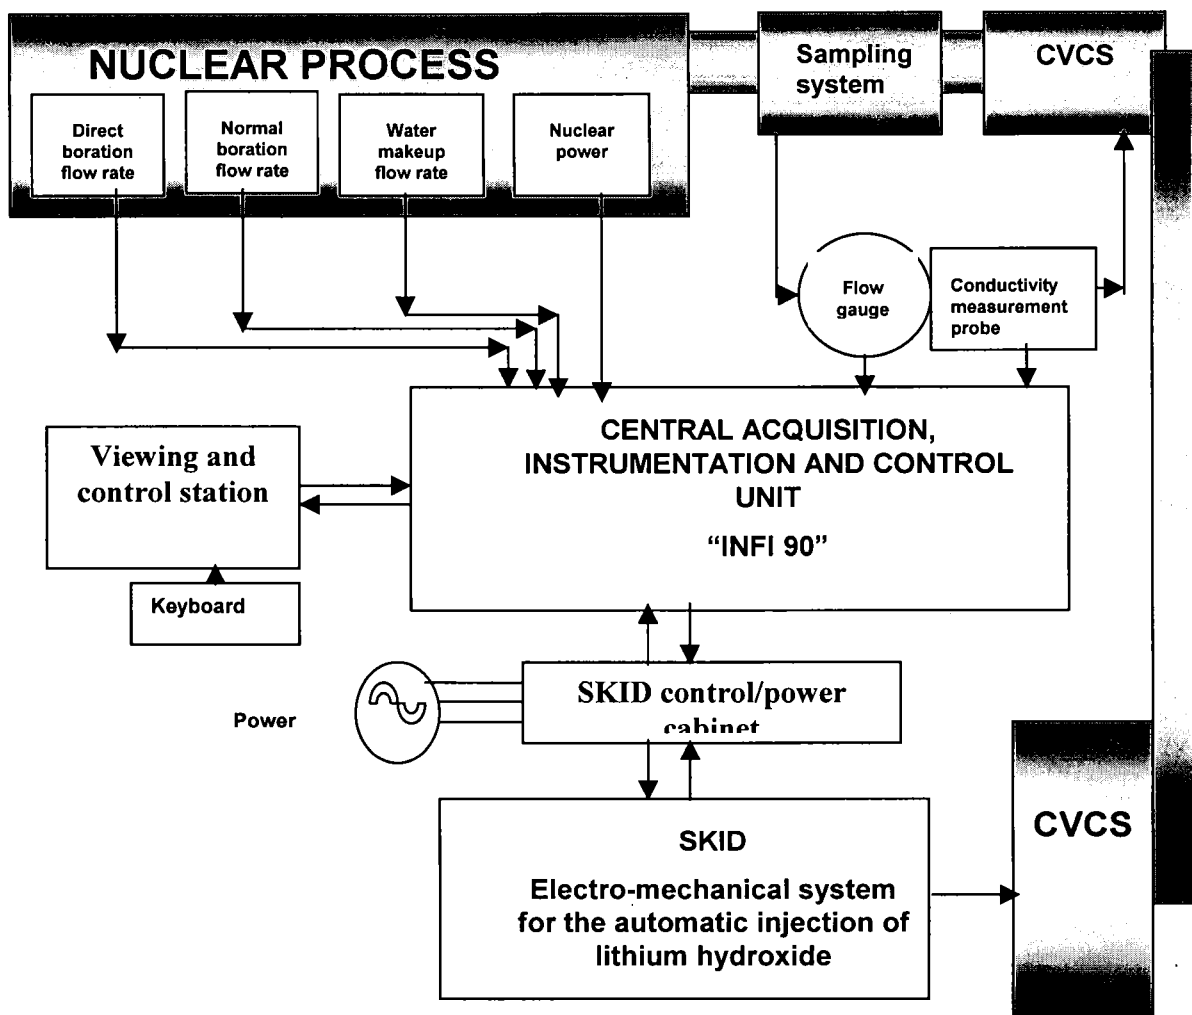 NUCLEAR PROCESS
Direct
boration
flow rate
Normal
boration
flow rate
Water
makeup
flow rate
Nuclear
power
Sampling
system
CVCS
Flow
gauge
Conductivity
measurement
probe
CENTRAL ACQUISITION,
INSTRUMENTATION AND CONTROL
UNIT
“INFI 90”
Viewing and
control station
Keyboard
Power
SKID control/power
cabinet
SKID
Electro-mechanical system
for the automatic injection of
lithium hydroxide
CVCS